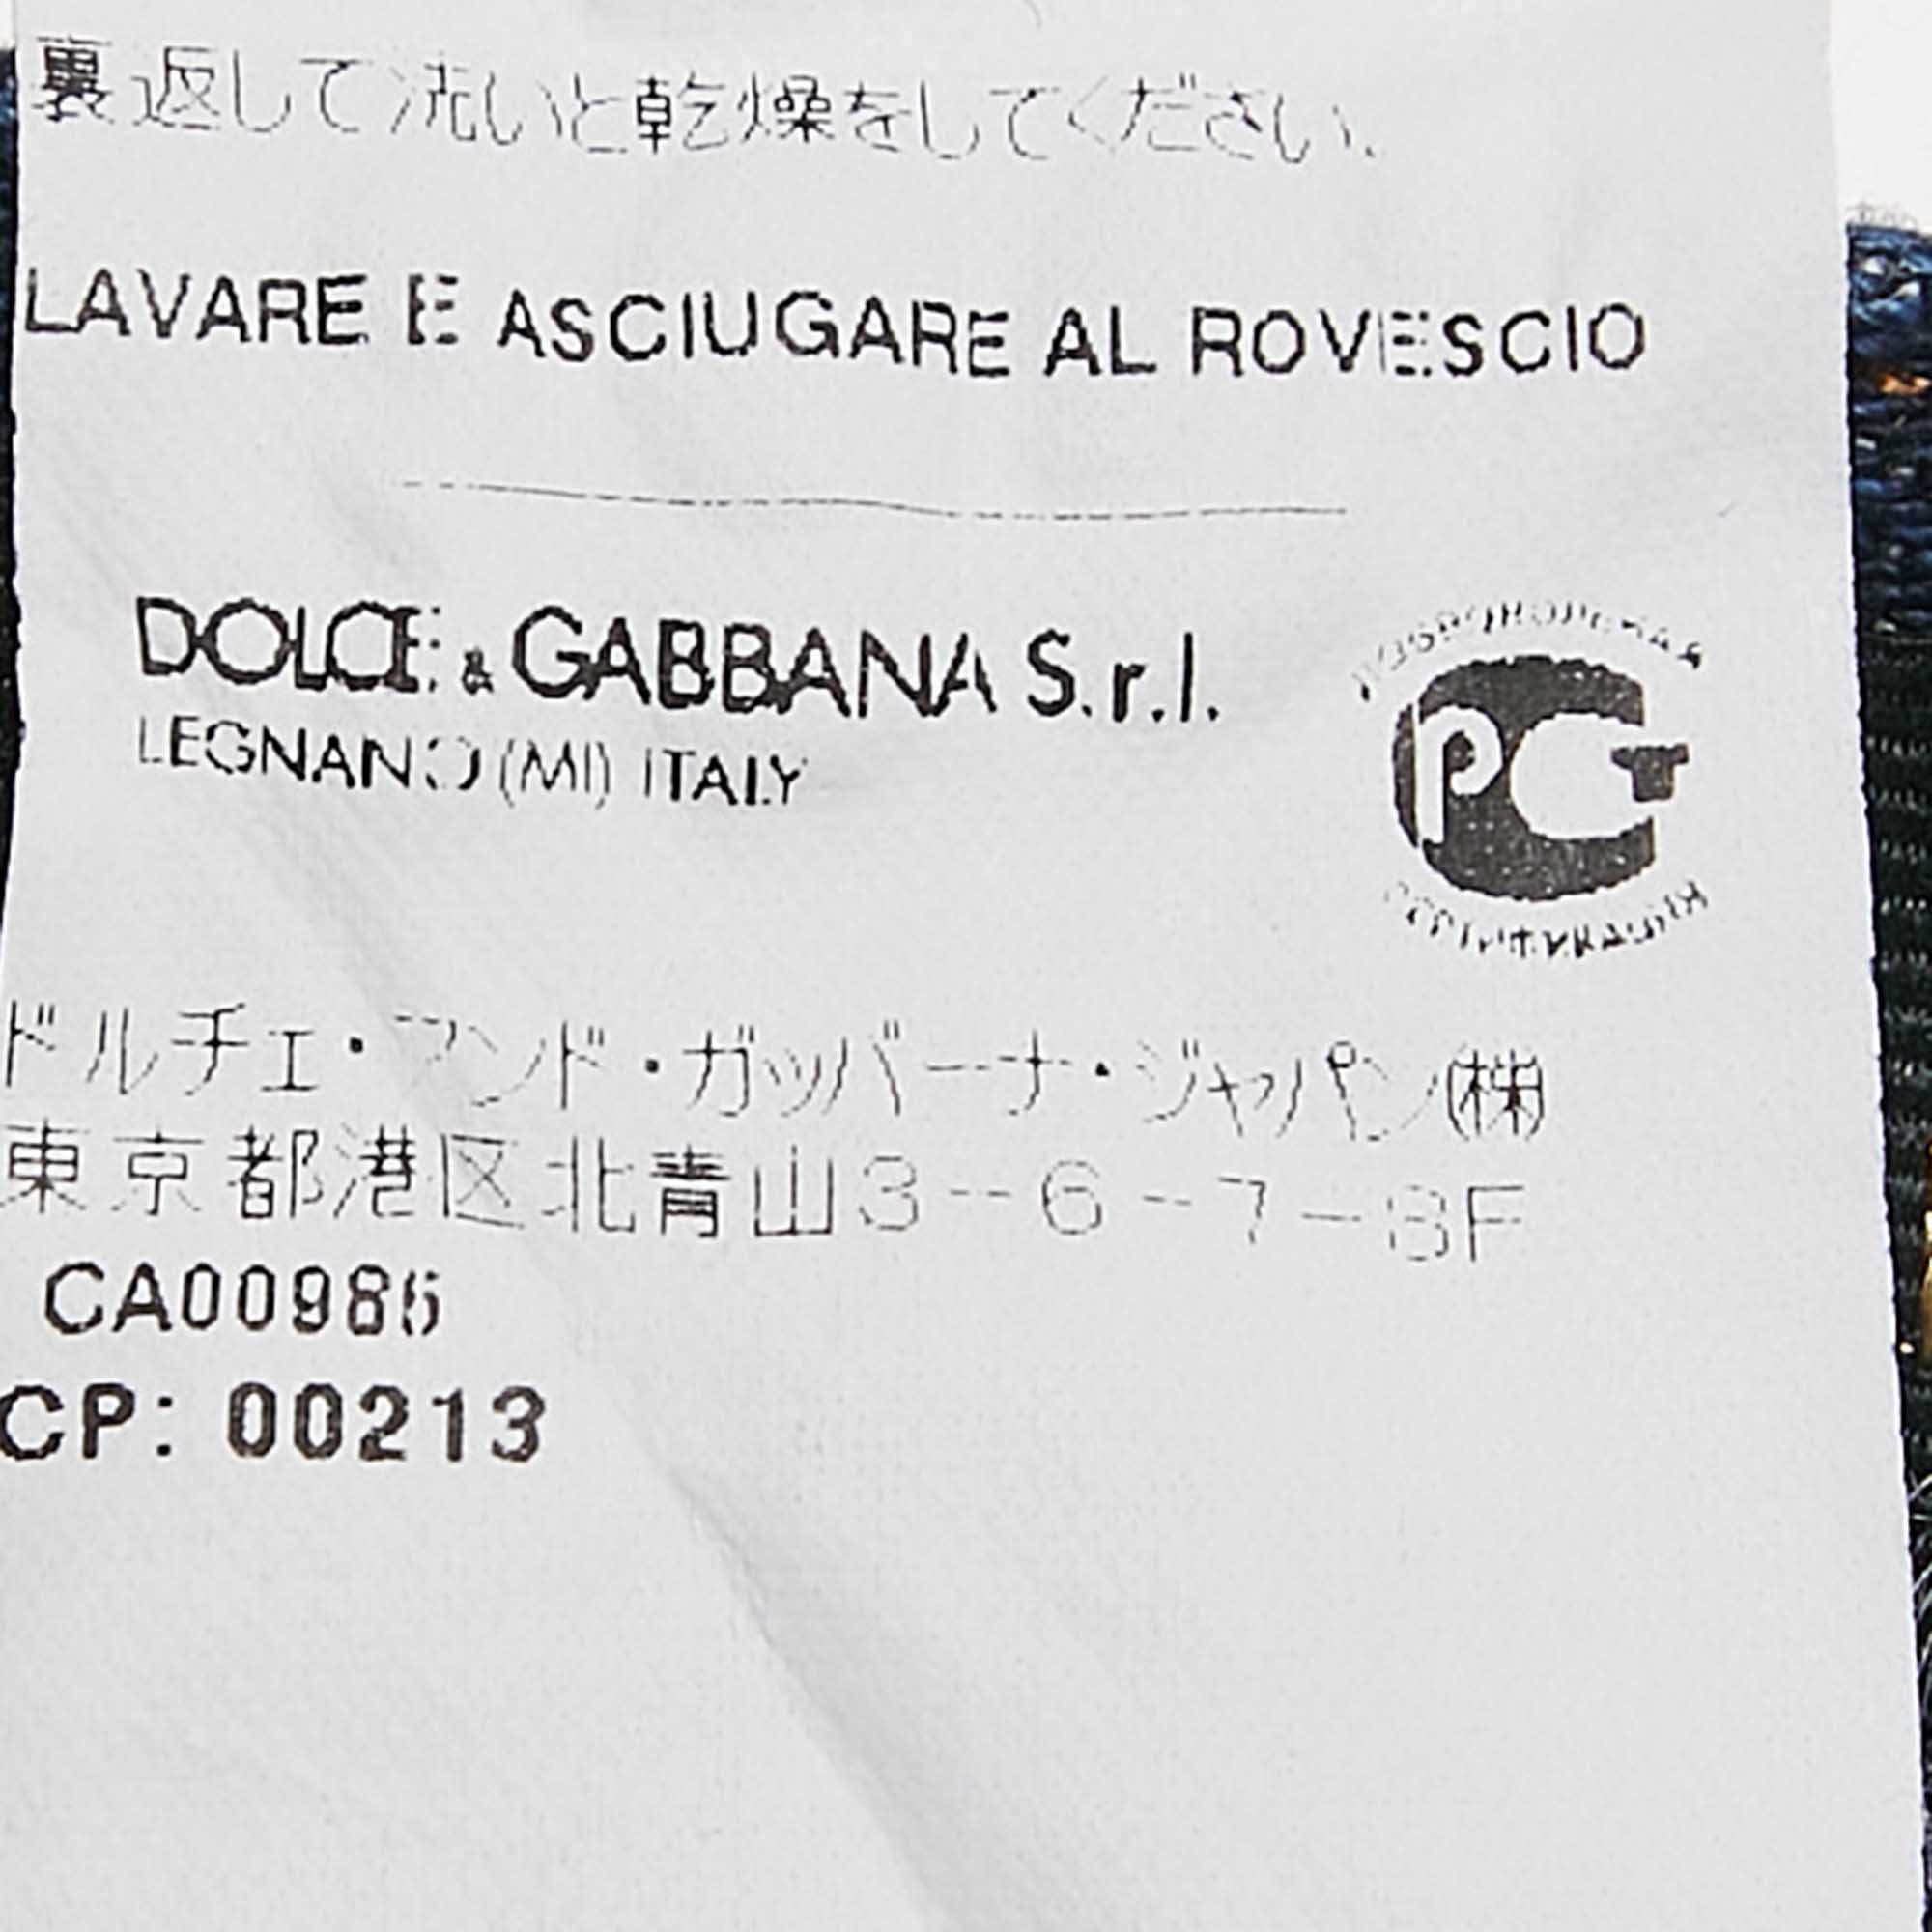 裏返して洗いと乾燥をしてください.
LAVARE E ASCIUGARE AL ROVESCIO
DOLCE & GABBANA S.r.l.
LEGNANO (MI) ITALY
PG
ドルチェ・アンド・ガッバーナ・ジャパン(株)
東京都港区北青山3-6-7-8F
CA00985
CP: 00213